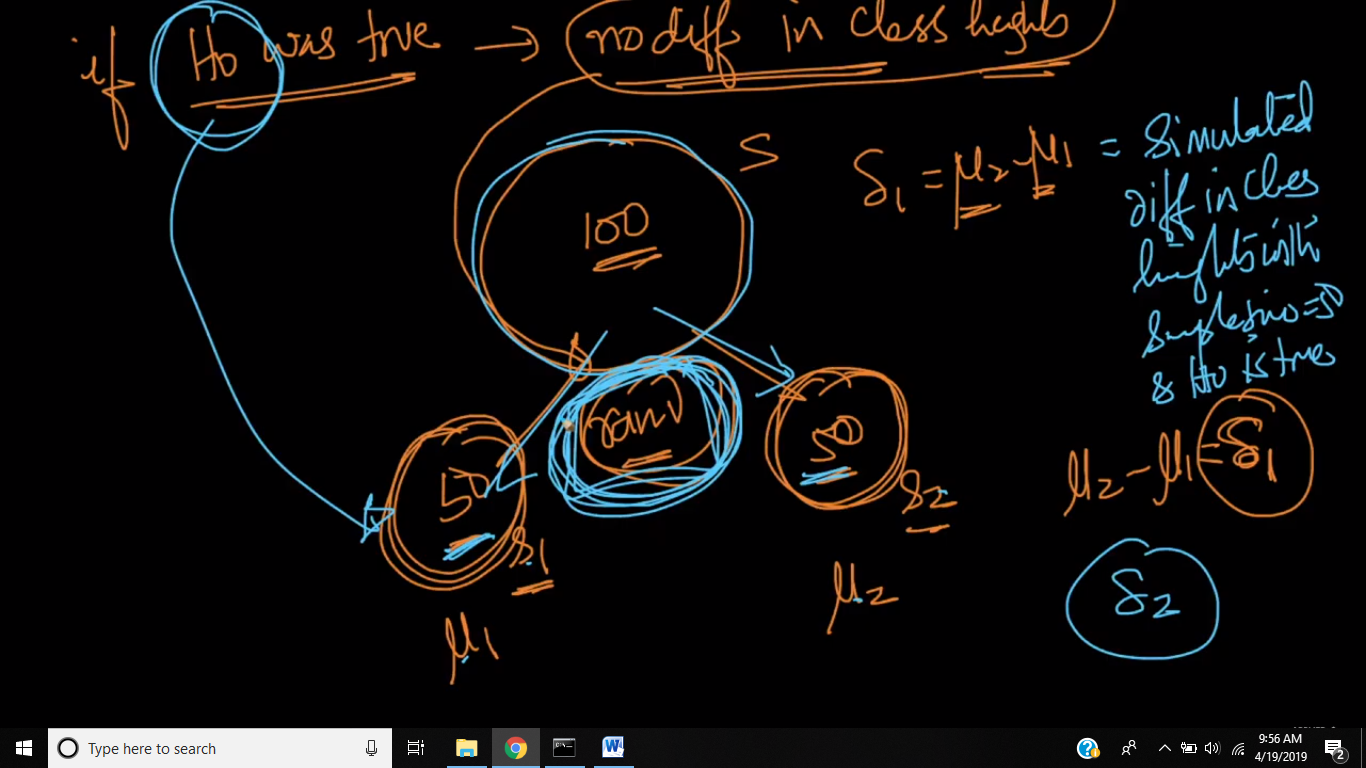 if Ho was true → no diff in class heights
S
100
δ1 = μ2 - μ1 = Simulated
diff in class
heights with
sample size = 50
& Ho is true
rand
50
50
S1
S2
μ2 - μ1 = δ1
μ1
μ2
δ2
Type here to search
9:56 AM
4/19/2019
2